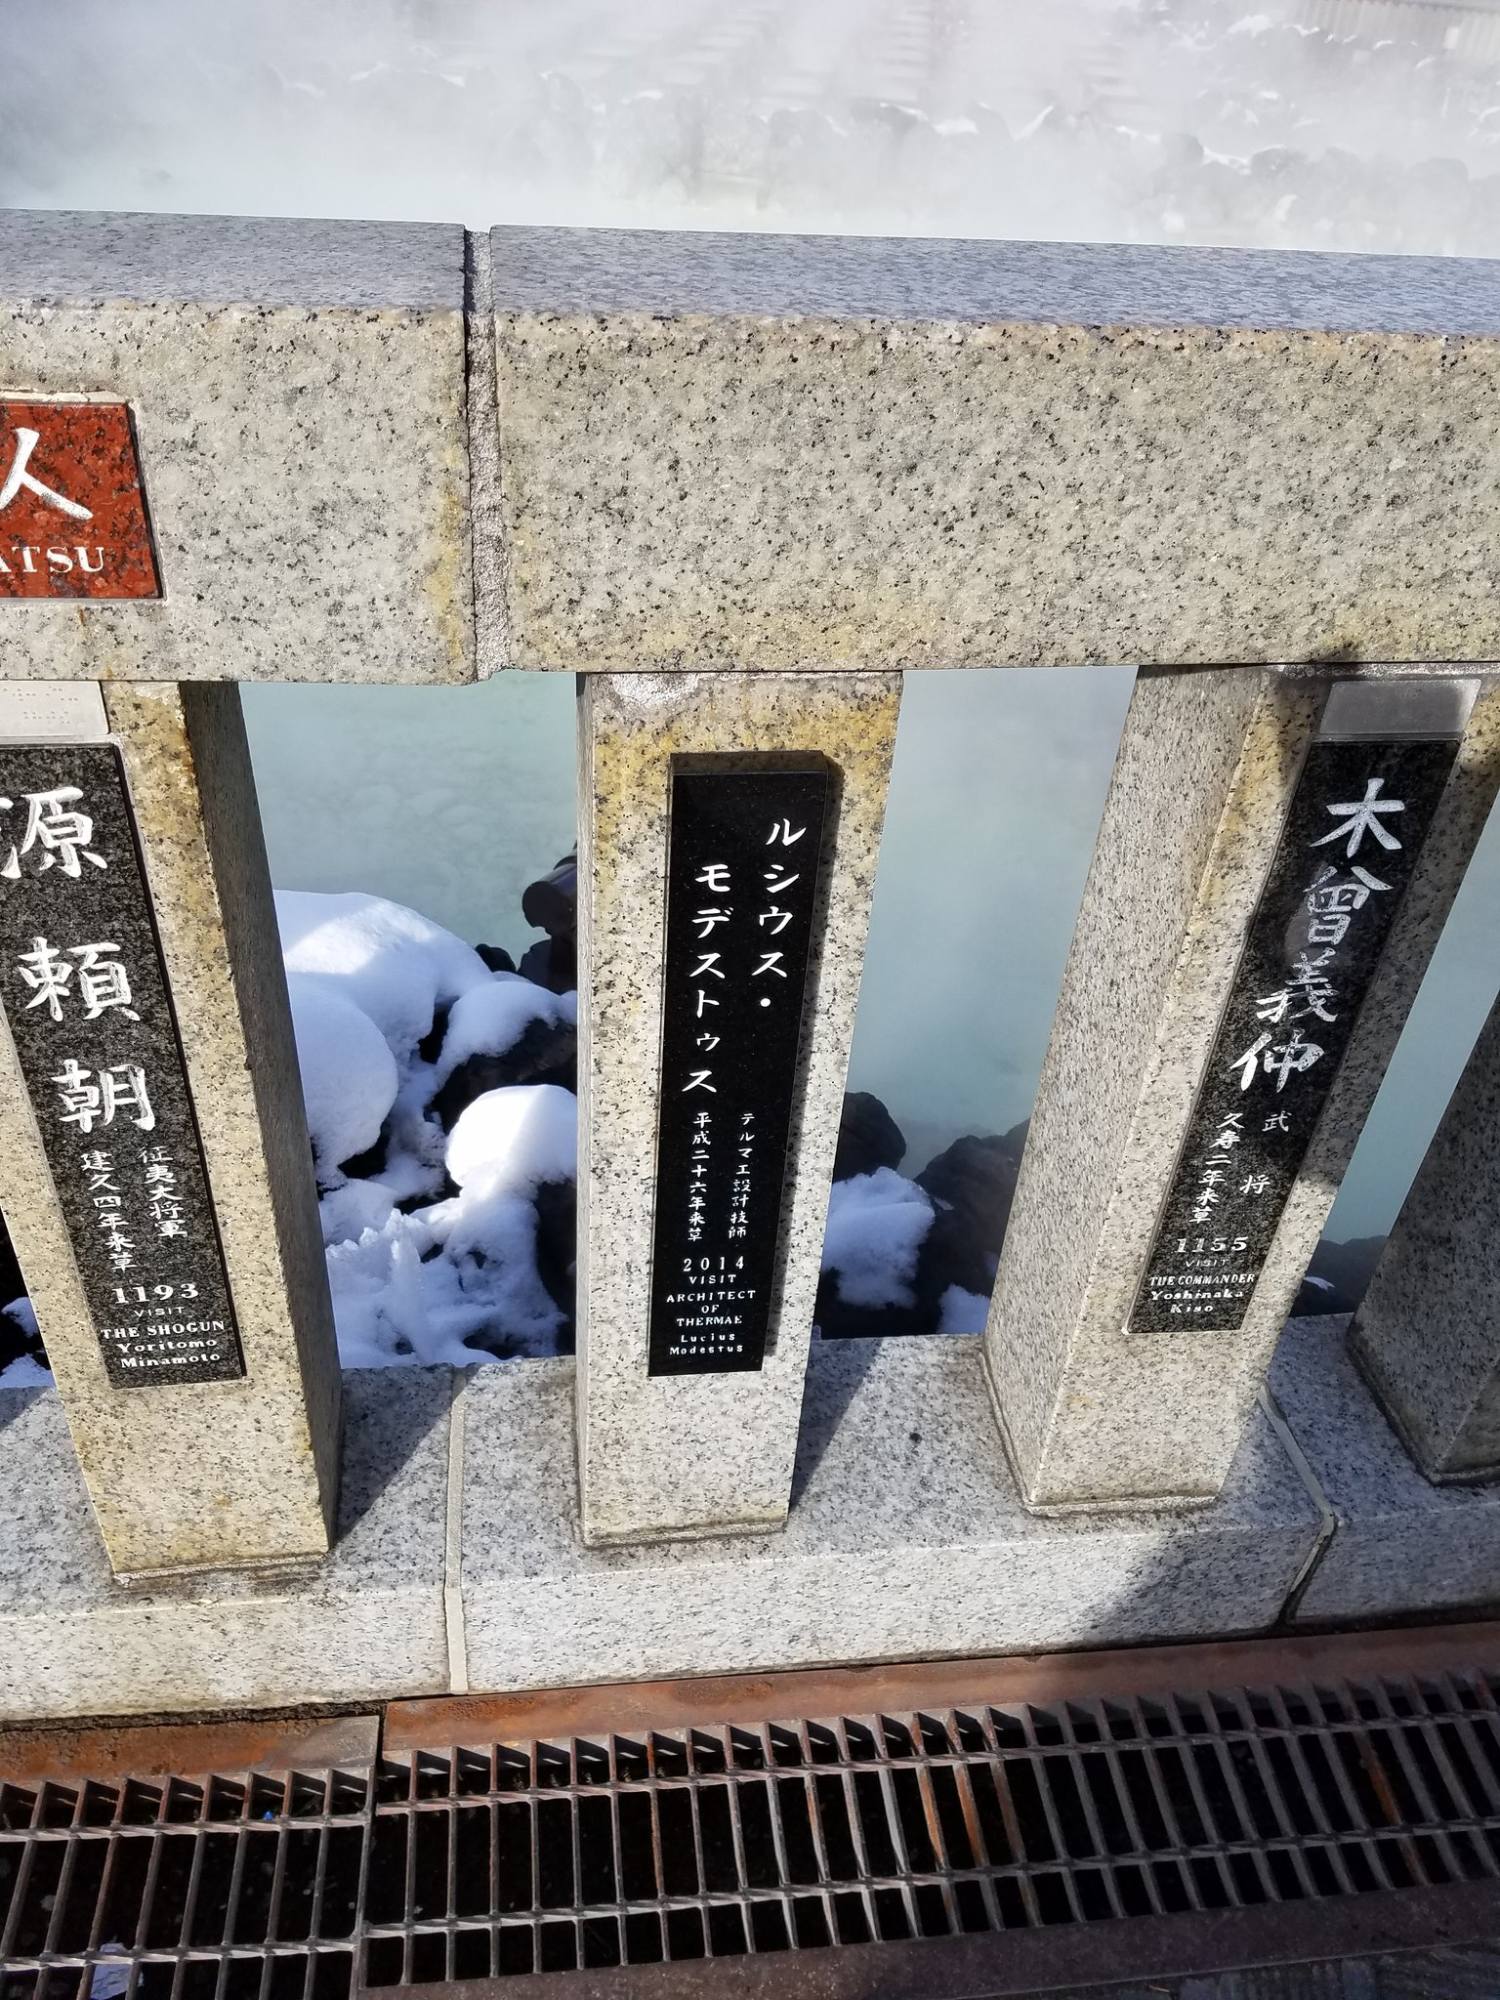 人
ATSU
源頼朝
征夷大将軍
建久四年来草
1193
VISIT
THE SHOGUN
Yoritomo
Minamoto
ルシウス・
モデストゥス
テルマエ設計技師
平成二十六年来草
2014
VISIT
ARCHITECT
OF
THERMAE
Lucius
Modestus
木曾義仲
武将
久寿二年来草
1155
VISIT
THE COMMANDER
Yoshinaka
Kiso